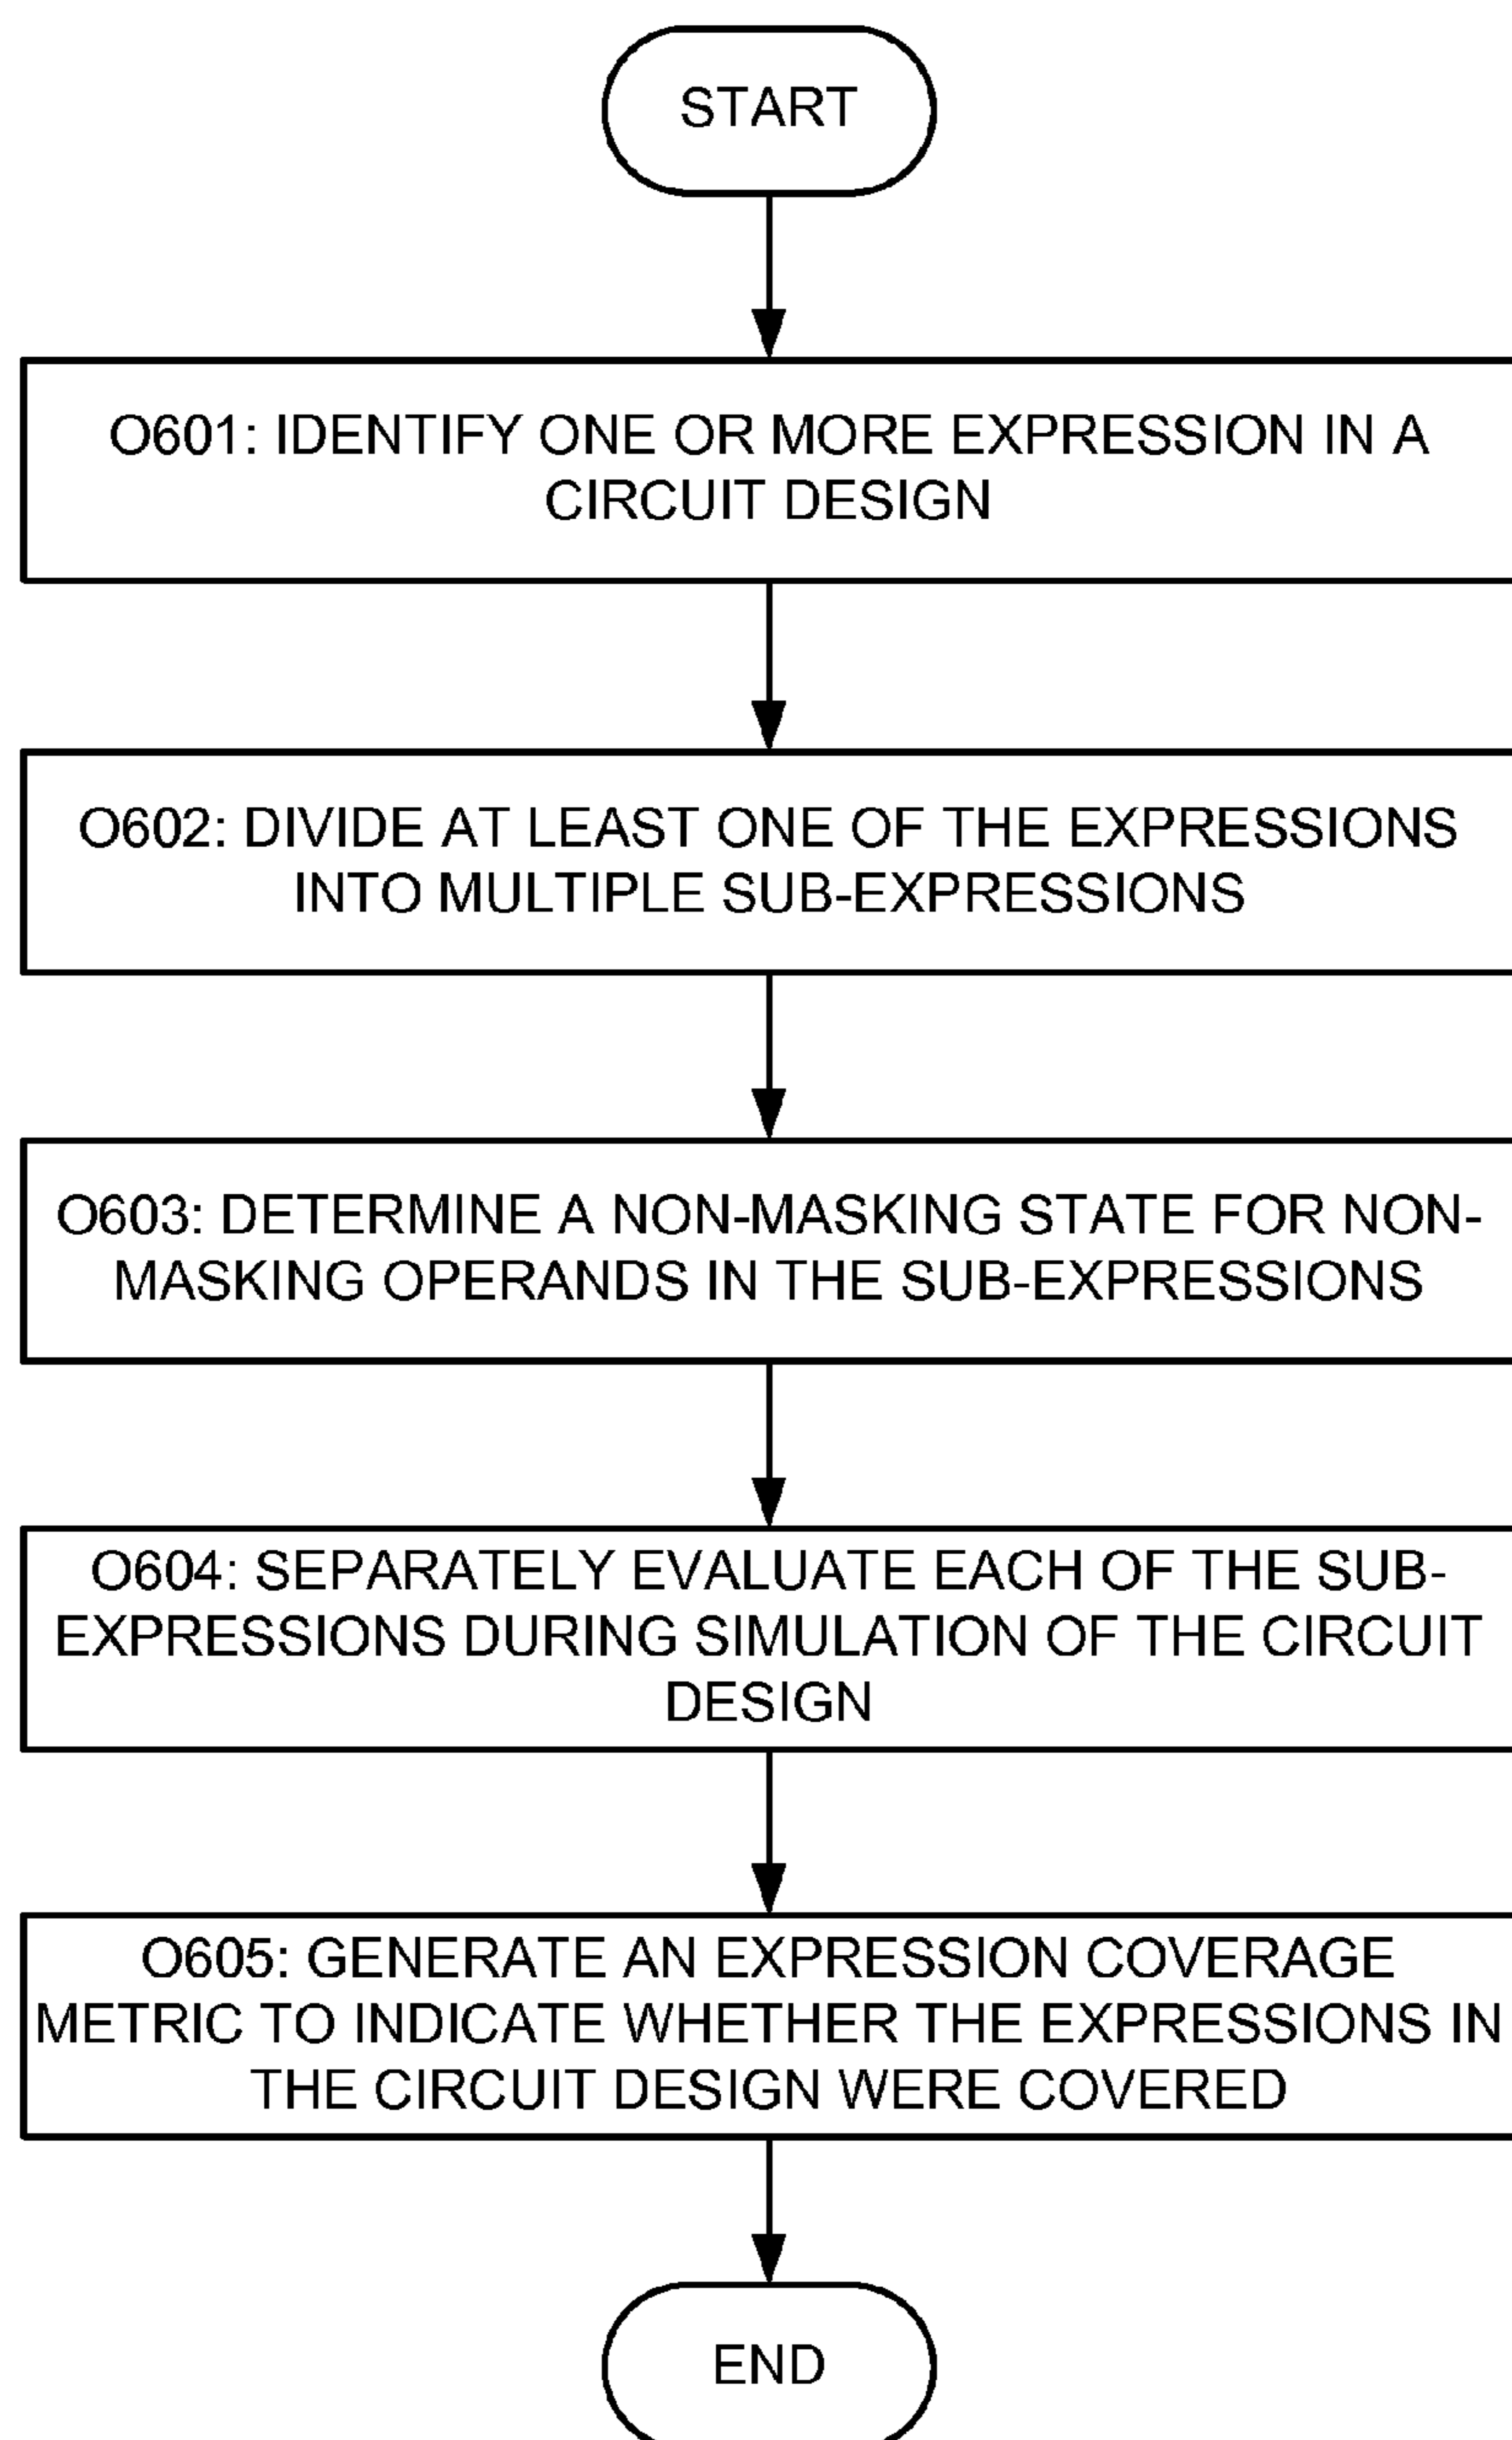 START
O601: IDENTIFY ONE OR MORE EXPRESSION IN A
CIRCUIT DESIGN
O602: DIVIDE AT LEAST ONE OF THE EXPRESSIONS
INTO MULTIPLE SUB-EXPRESSIONS
O603: DETERMINE A NON-MASKING STATE FOR NON-
MASKING OPERANDS IN THE SUB-EXPRESSIONS
O604: SEPARATELY EVALUATE EACH OF THE SUB-
EXPRESSIONS DURING SIMULATION OF THE CIRCUIT
DESIGN
O605: GENERATE AN EXPRESSION COVERAGE
METRIC TO INDICATE WHETHER THE EXPRESSIONS IN
THE CIRCUIT DESIGN WERE COVERED
END